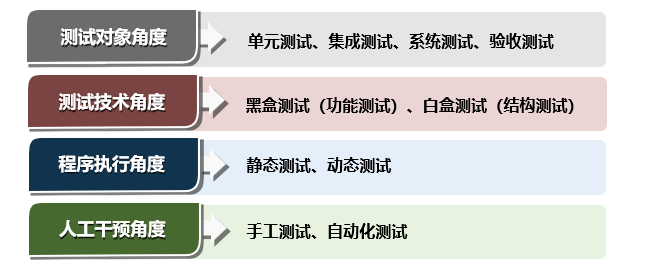 测试对象角度 单元测试、集成测试、系统测试、验收测试
测试技术角度 黑盒测试（功能测试）、白盒测试（结构测试）
程序执行角度 静态测试、动态测试
人工干预角度 手工测试、自动化测试